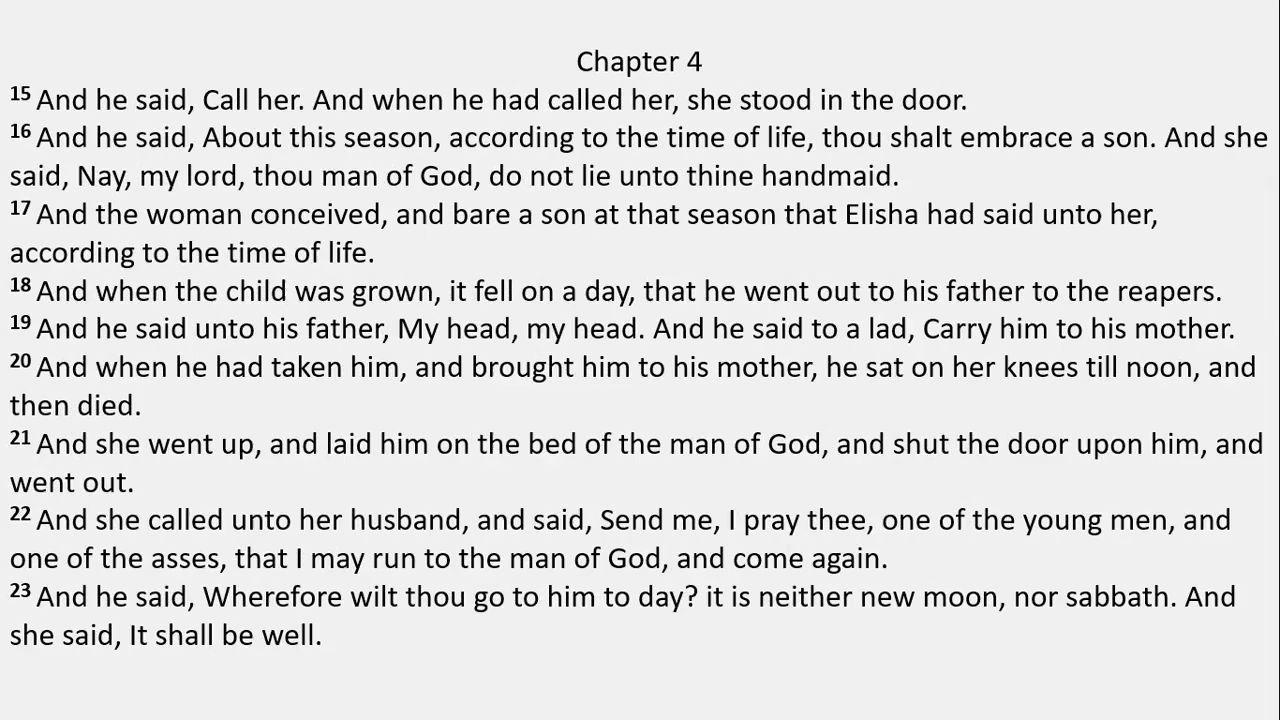 Chapter 4
15 And he said, Call her. And when he had called her, she stood in the door.
16 And he said, About this season, according to the time of life, thou shalt embrace a son. And she
said, Nay, my lord, thou man of God, do not lie unto thine handmaid.
17 And the woman conceived, and bare a son at that season that Elisha had said unto her,
according to the time of life.
18 And when the child was grown, it fell on a day, that he went out to his father to the reapers.
19 And he said unto his father, My head, my head. And he said to a lad, Carry him to his mother.
20 And when he had taken him, and brought him to his mother, he sat on her knees till noon, and
then died.
21 And she went up, and laid him on the bed of the man of God, and shut the door upon him, and
went out.
22 And she called unto her husband, and said, Send me, I pray thee, one of the young men, and
one of the asses, that I may run to the man of God, and come again.
23 And he said, Wherefore wilt thou go to him to day? it is neither new moon, nor sabbath. And
she said, It shall be well.